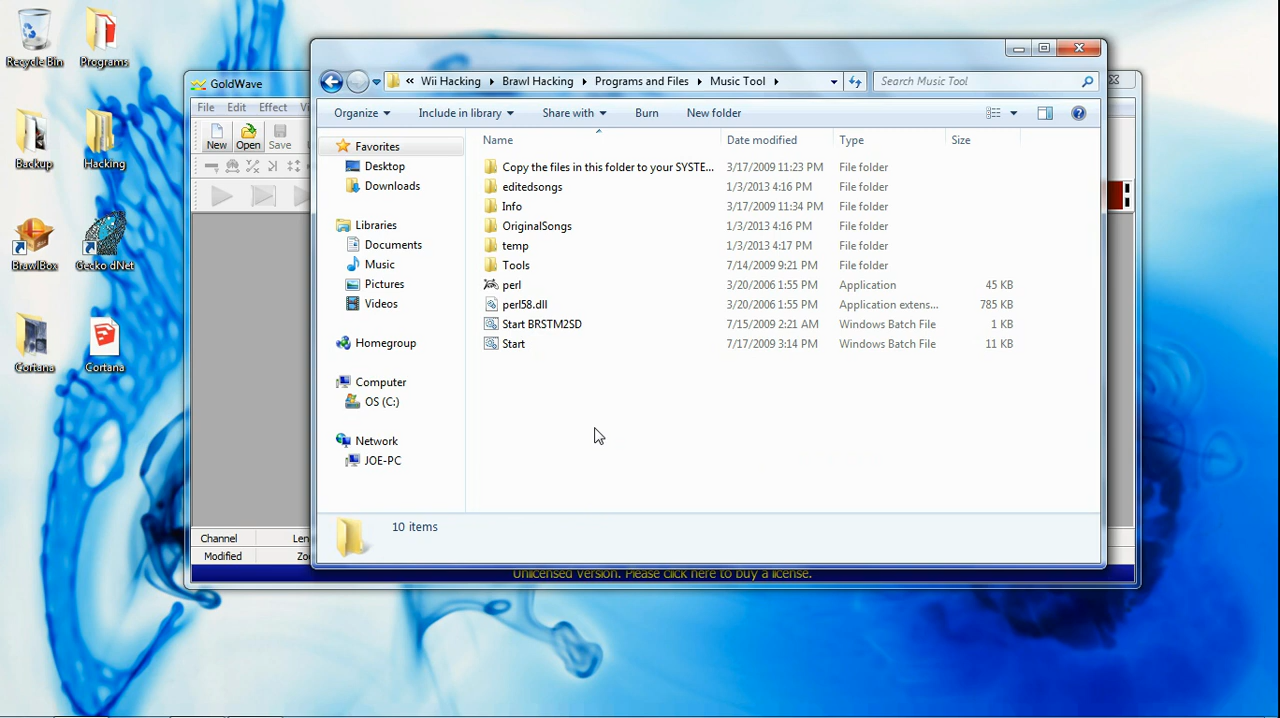 Recycle Bin
Programs
Backup
Hacking
BrawlBox
Gecko dNet
Cortana
Cortana
GoldWave
File Edit Effect
New Open Save
« Wii Hacking Brawl Hacking Programs and Files Music Tool
Search Music Tool
Organize Include in library Share with Burn New folder
Favorites
Desktop
Downloads
Libraries
Documents
Music
Pictures
Videos
Homegroup
Computer
OS (C:)
Network
JOE-PC
Name Date modified Type Size
Copy the files in this folder to your SYSTE... 3/17/2009 11:23 PM File folder
editedsongs 1/3/2013 4:16 PM File folder
Info 3/17/2009 11:34 PM File folder
OriginalSongs 1/3/2013 4:16 PM File folder
temp 1/3/2013 4:17 PM File folder
Tools 7/14/2009 9:21 PM File folder
perl 3/20/2006 1:55 PM Application 45 KB
perl58.dll 3/20/2006 1:55 PM Application extens... 785 KB
Start BRSTM2SD 7/15/2009 2:21 AM Windows Batch File 1 KB
Start 7/17/2009 3:14 PM Windows Batch File 11 KB
10 items
Channel
Modified
Unlicensed version. Please click here to buy a license.